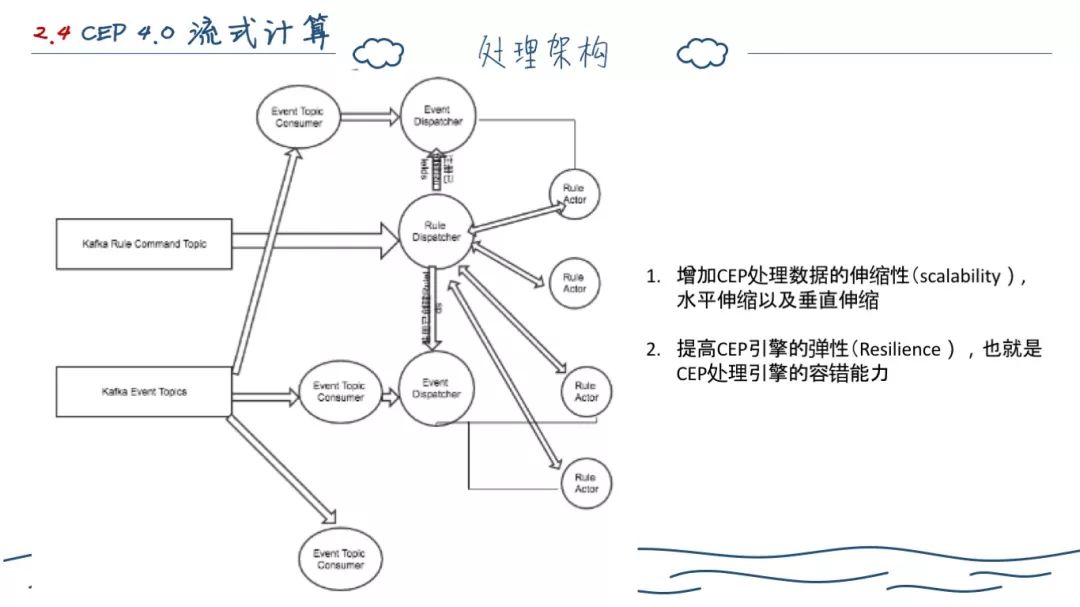 2.4 CEP 4.0 流式计算
处理架构
Event Topic
Consumer
Event
Dispatcher
Rule
Actor
Kafka Rule Command Topic
Rule
Dispatcher
Rule
Actor
Kafka Event Topics
Event Topic
Consumer
Event
Dispatcher
Rule
Actor
Rule
Actor
Event Topic
Consumer
1. 增加CEP处理数据的伸缩性(scalability),
水平伸缩以及垂直伸缩
2. 提高CEP引擎的弹性(Resilience ) ,也就是
CEP处理引擎的容错能力